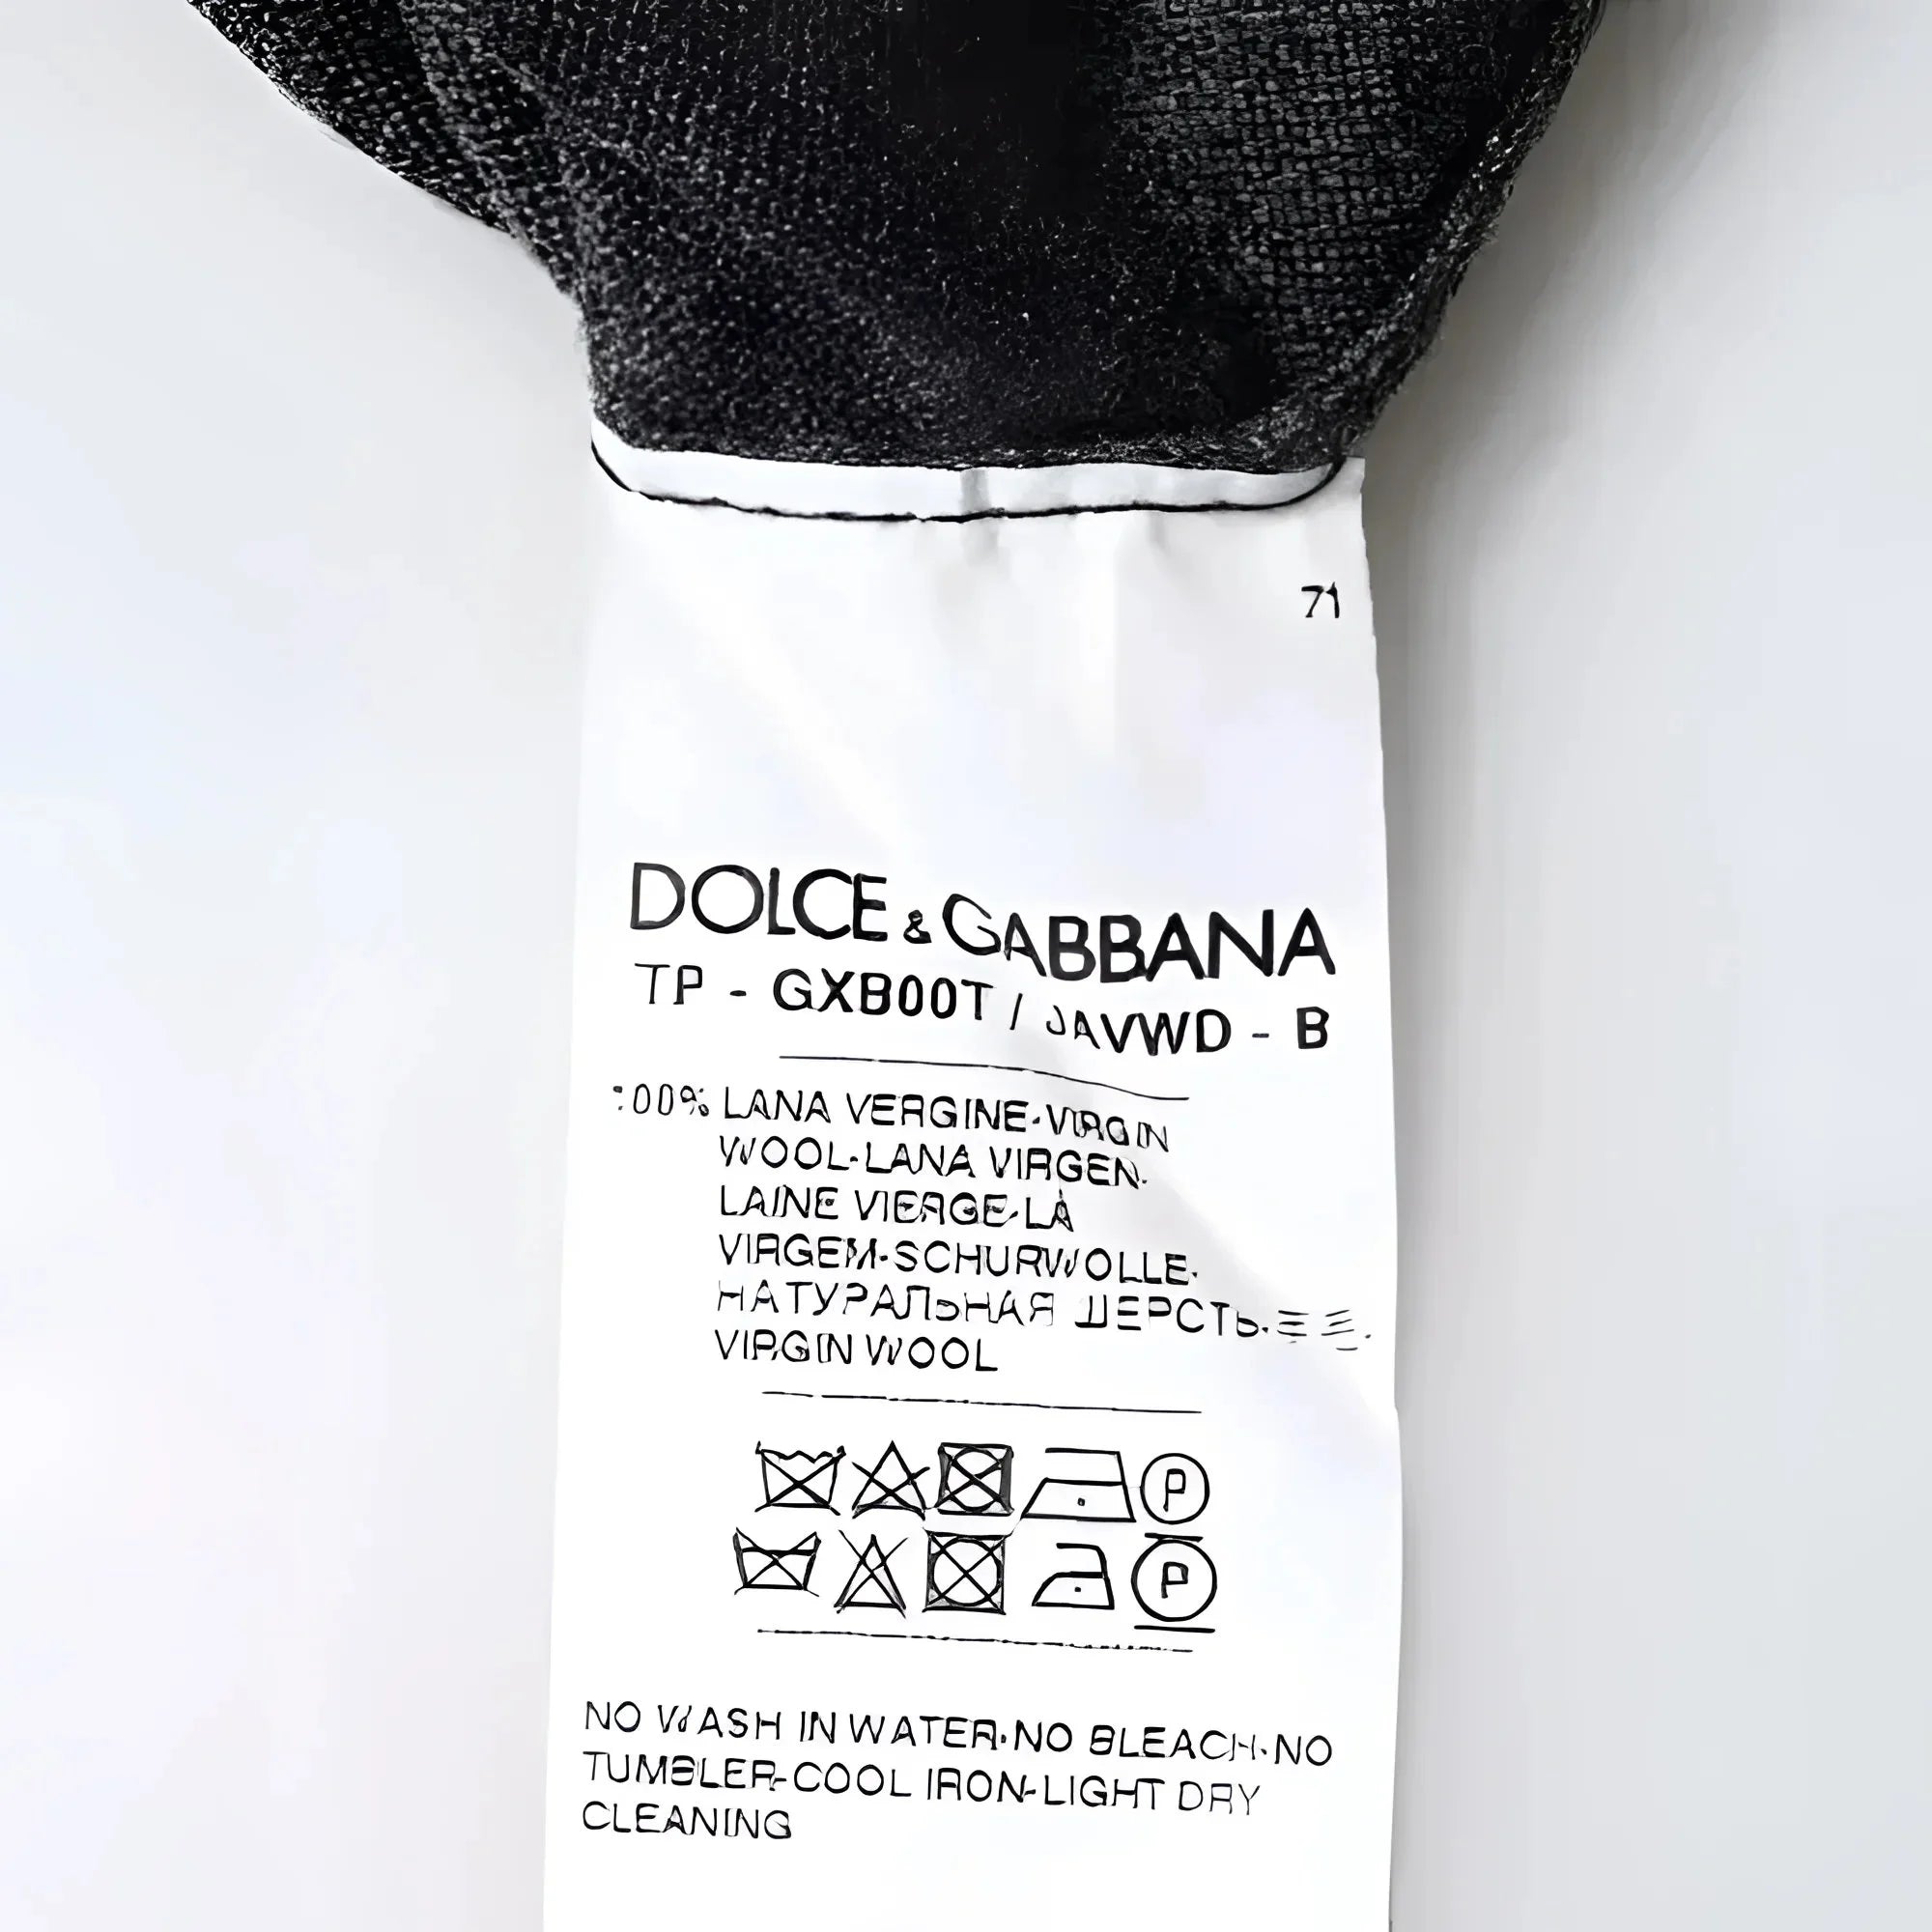 71
DOLCE & GABBANA
TP - GXB00T / JAVWD - B
100% LANA VERGINE-VIRGIN
WOOL-LANA VIRGEN-
LAINE VIERGE-LÀ
VIRGEM-SCHURWOLLE-
НАТУРАЛЬНАЯ ШЕРСТЬ-
VIRGIN WOOL
P
P
NO WASH IN WATER-NO BLEACH-NO
TUMBLER-COOL IRON-LIGHT DRY
CLEANING